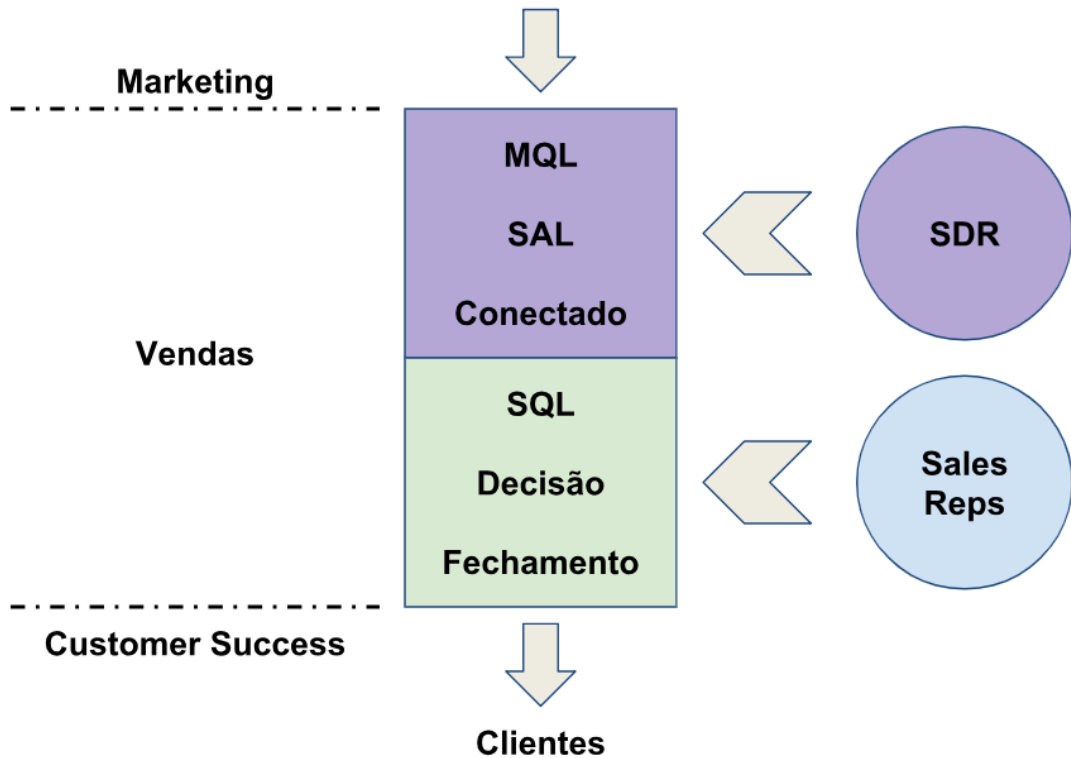 Marketing
MQL
SAL
Conectado
SDR
Vendas
SQL
Decisão
Fechamento
Sales
Reps
Customer Success
Clientes